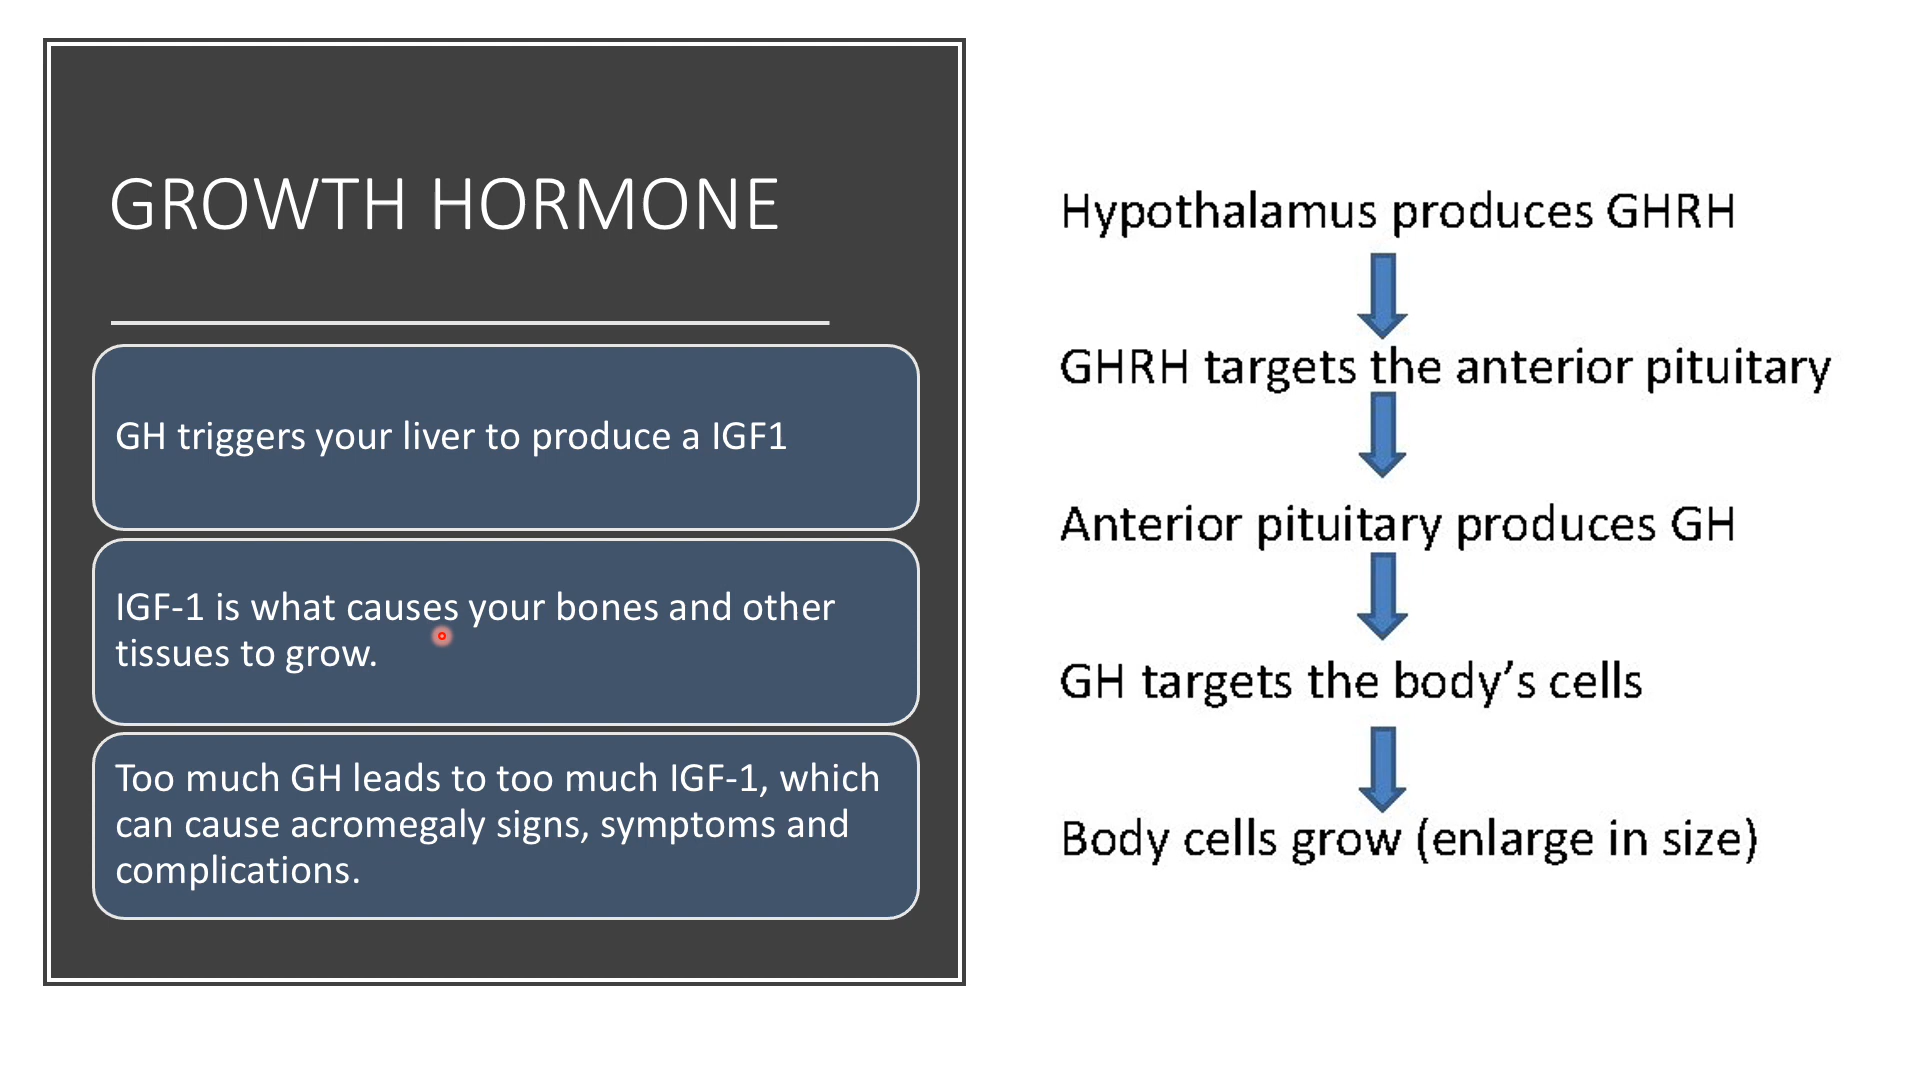 GROWTH HORMONE
GH triggers your liver to produce a IGF1
IGF-1 is what causes your bones and other
tissues to grow.
Too much GH leads to too much IGF-1, which
can cause acromegaly signs, symptoms and
complications.
Hypothalamus produces GHRH
GHRH targets the anterior pituitary
Anterior pituitary produces GH
GH targets the body’s cells
Body cells grow (enlarge in size)